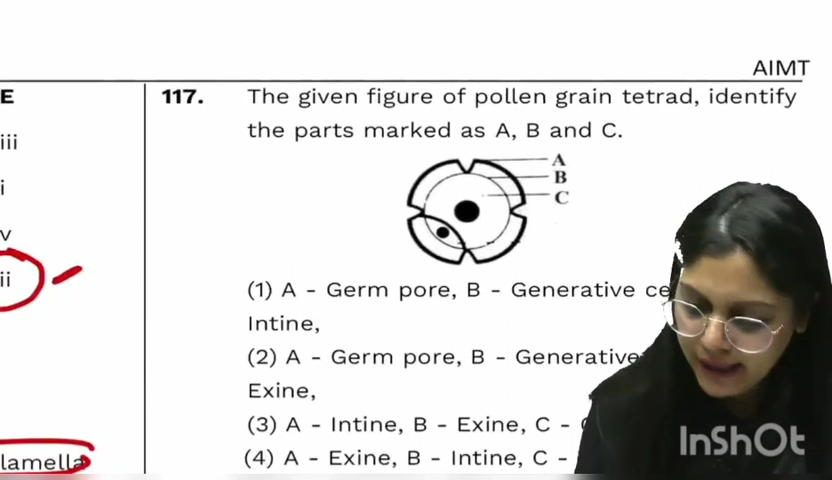 AIMT
E
iii
i
v
ii
lamella
117. The given figure of pollen grain tetrad, identify
the parts marked as A, B and C.
A
B
C
(1) A - Germ pore, B - Generative
Intine,
(2) A - Germ pore, B - Generative
Exine,
(3) A - Intine, B - Exine, C -
(4) A - Exine, B - Intine, C -
InShOt